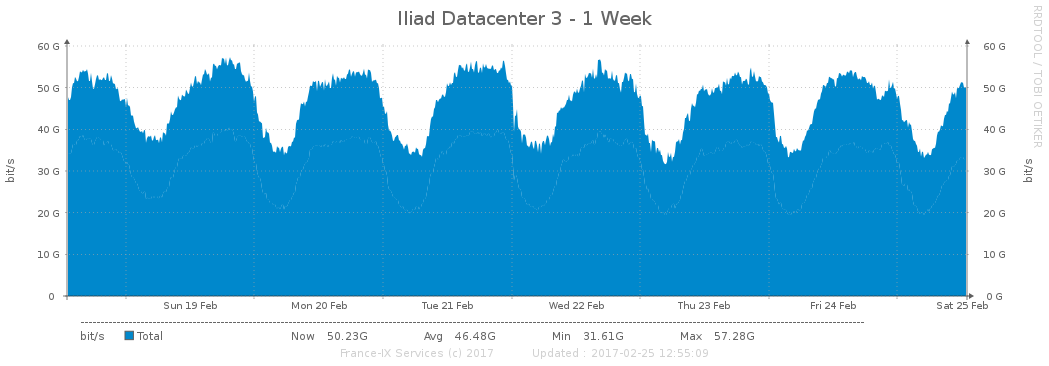 Iliad Datacenter 3 - 1 Week
RRDTOOL / TOBI OETIKER
60 G 60 G
50 G 50 G
40 G 40 G
30 G 30 G
20 G 20 G
10 G 10 G
0 0 G
bit/s bit/s
Sun 19 Feb Mon 20 Feb Tue 21 Feb Wed 22 Feb Thu 23 Feb Fri 24 Feb Sat 25 Feb
bit/s Total Now 50.23G Avg 46.48G Min 31.61G Max 57.28G
France-IX Services (c) 2017 Updated : 2017-02-25 12:55:09